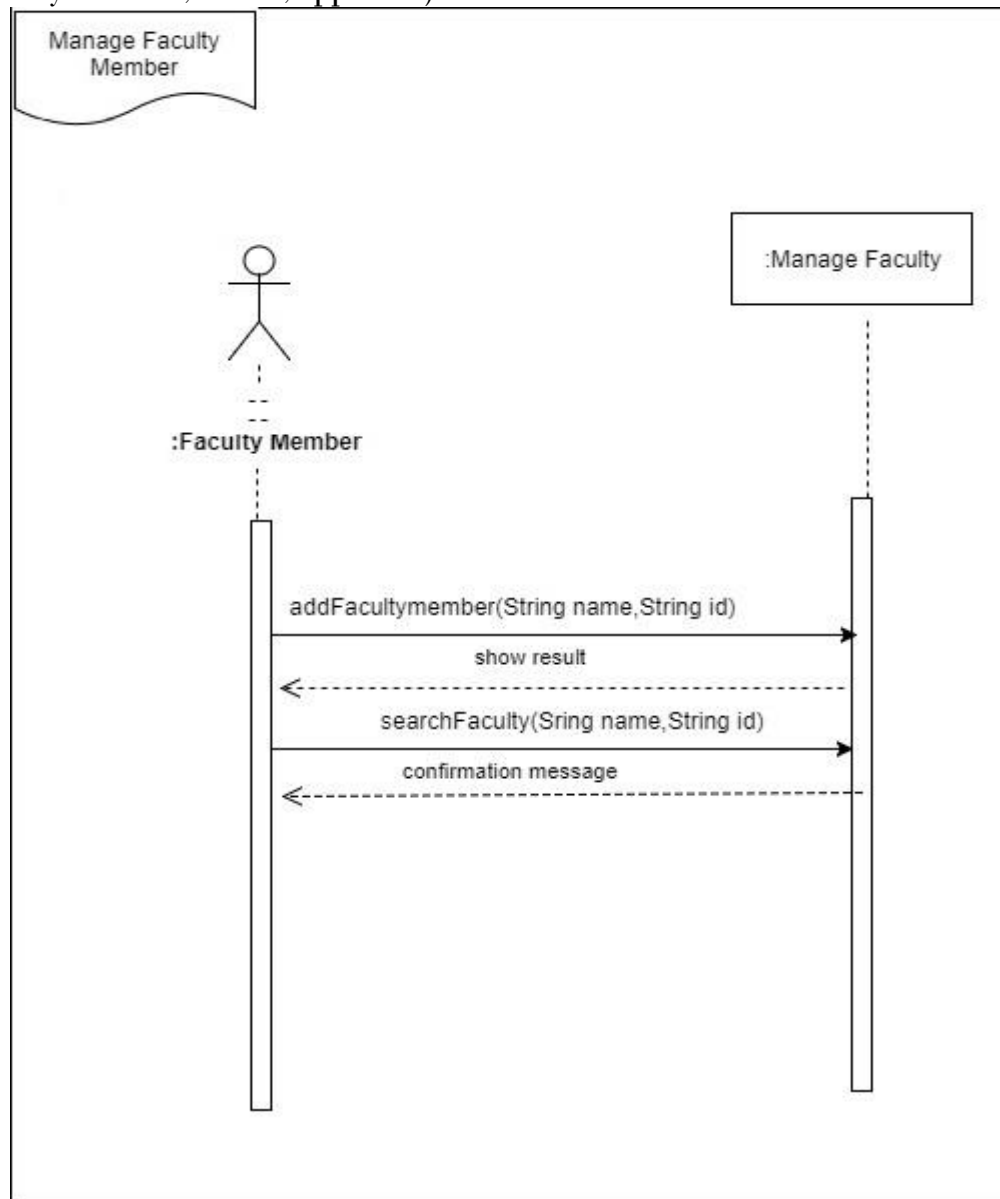 Manage Faculty
Member
:Manage Faculty
:Faculty Member
addFacultymember(String name,String id)
show result
searchFaculty(Sring name,String id)
confirmation message